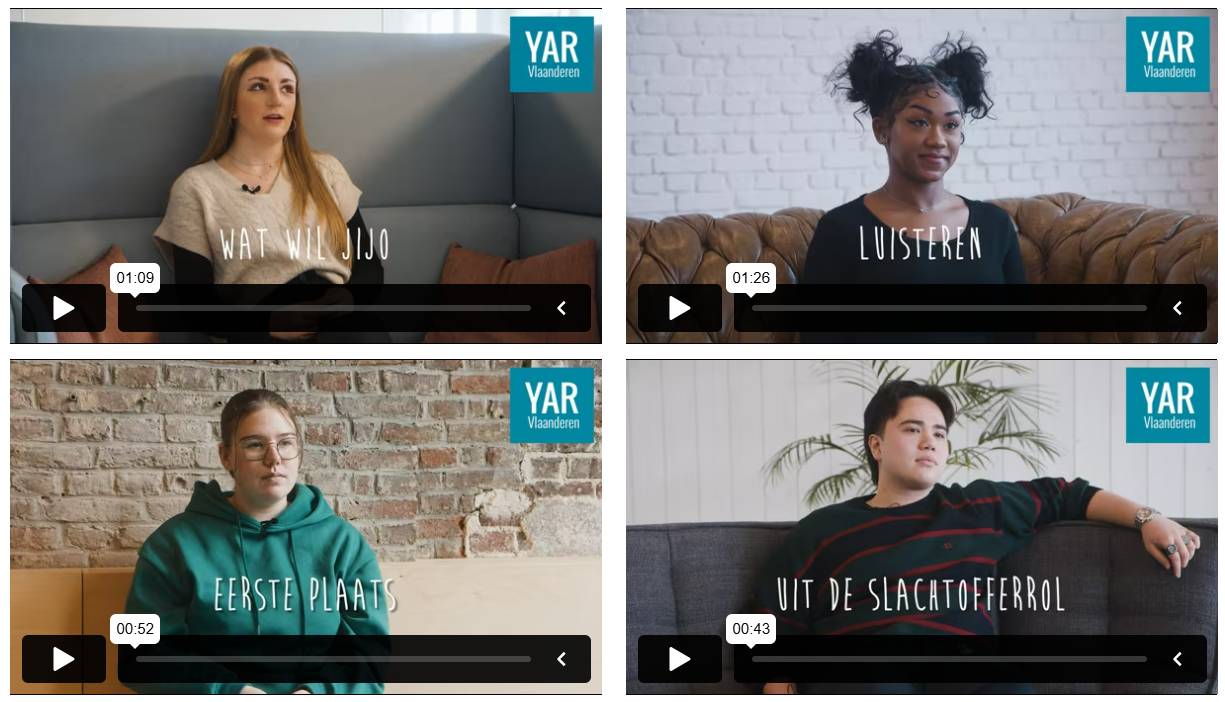 YAR
Vlaanderen
WAT WIL JIJO
01:09
YAR
Vlaanderen
LUISTEREN
01:26
YAR
Vlaanderen
EERSTE PLAATS
00:52
YAR
Vlaanderen
UIT DE SLACHTOFFERROL
00:43